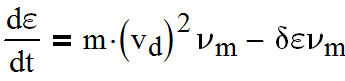 dε/dt = m·(v_d)² ν_m − δεν_m